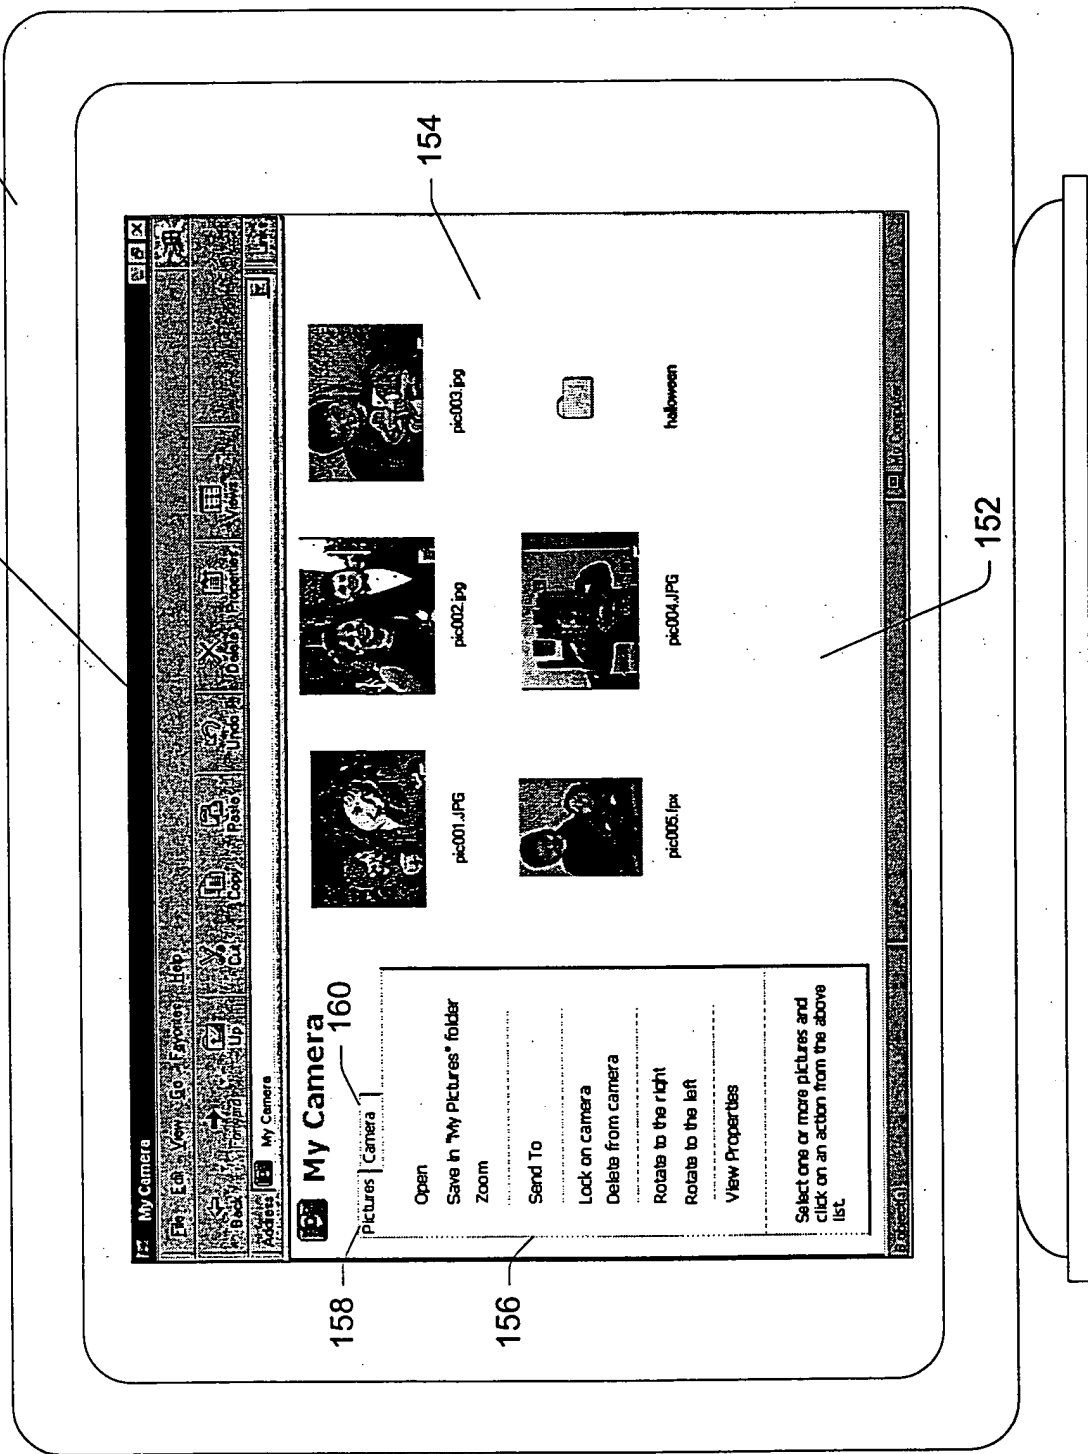 My Camera
File Edit View Go Favorites Help
Back Forward Up Cut Copy Paste Undo Delete Properties Views
Address My Camera Links
My Camera
158
160
Pictures Camera
Open
Save in "My Pictures" folder
Zoom
Send To
Lock on camera
Delete from camera
Rotate to the right
Rotate to the left
View Properties
Select one or more pictures and
click on an action from the above
list.
156
pic001.JPG
pic002.jpg
pic003.jpg
154
pic005.fpx
pic004.JPG
halloween
object(s)
My Computer
152